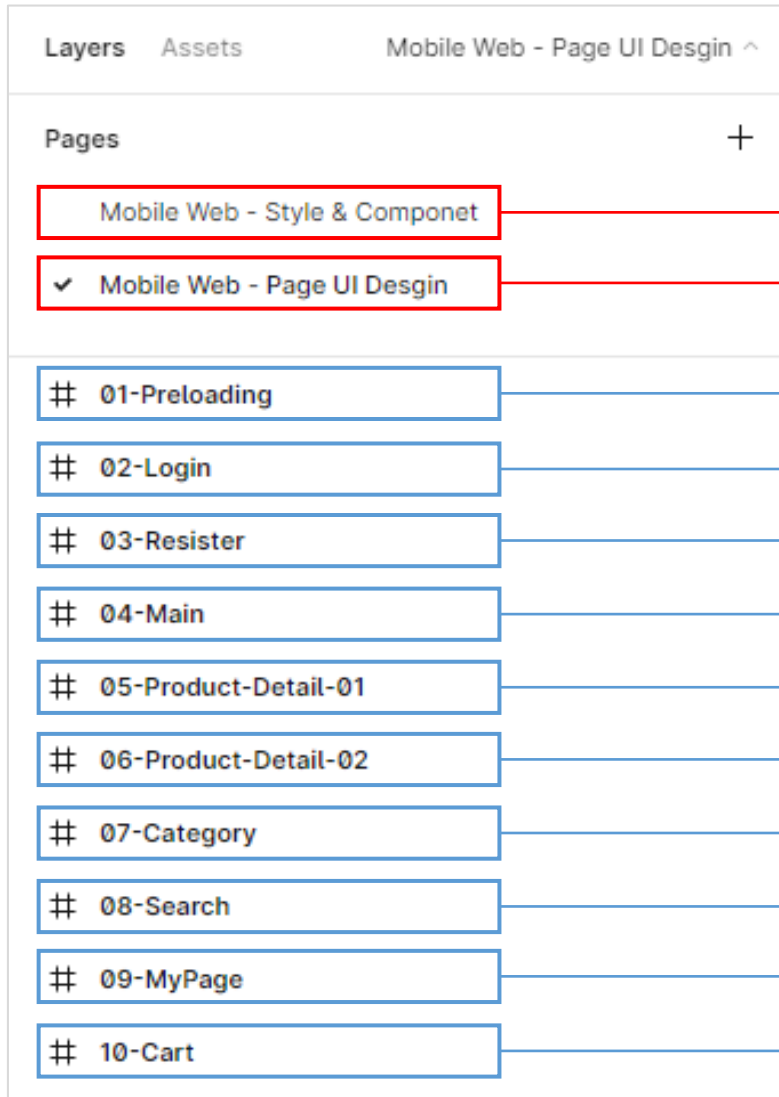 Layers Assets Mobile Web - Page UI Desgin
Pages
Mobile Web - Style & Componet
Mobile Web - Page UI Desgin
01-Preloading
02-Login
03-Resister
04-Main
05-Product-Detail-01
06-Product-Detail-02
07-Category
08-Search
09-MyPage
10-Cart